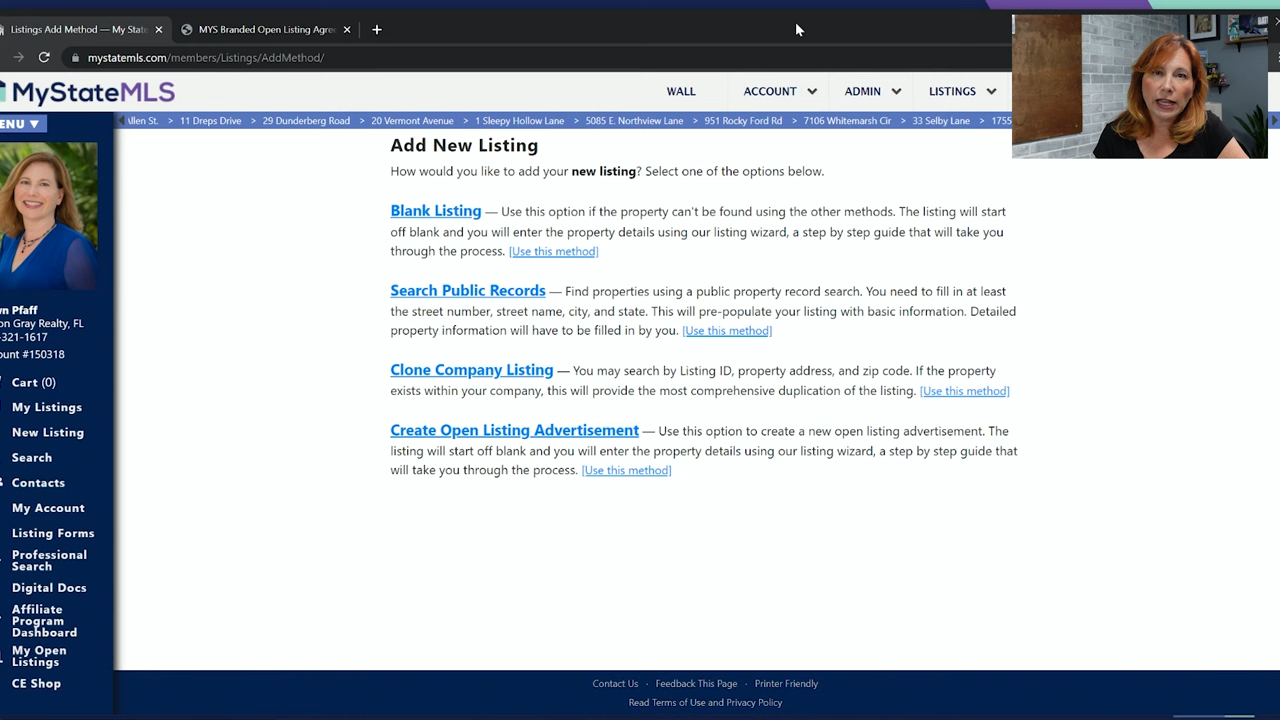 Listings Add Method — My State
MYS Branded Open Listing Agre
mystatemls.com/members/Listings/AddMethod/
MyStateMLS
WALL
ACCOUNT
ADMIN
LISTINGS
ENU ▼
llen St. > 11 Dreps Drive > 29 Dunderberg Road > 20 Vermont Avenue > 1 Sleepy Hollow Lane > 5085 E. Northview Lane > 951 Rocky Ford Rd > 7106 Whitemarsh Cir > 33 Selby Lane > 1755
Add New Listing
How would you like to add your new listing? Select one of the options below.
Blank Listing — Use this option if the property can't be found using the other methods. The listing will start
off blank and you will enter the property details using our listing wizard, a step by step guide that will take you
through the process. [Use this method]
Search Public Records — Find properties using a public property record search. You need to fill in at least
the street number, street name, city, and state. This will pre-populate your listing with basic information. Detailed
property information will have to be filled in by you. [Use this method]
Clone Company Listing — You may search by Listing ID, property address, and zip code. If the property
exists within your company, this will provide the most comprehensive duplication of the listing. [Use this method]
Create Open Listing Advertisement — Use this option to create a new open listing advertisement. The
listing will start off blank and you will enter the property details using our listing wizard, a step by step guide that
will take you through the process. [Use this method]
wn Pfaff
on Gray Realty, FL
-321-1617
ount #150318
Cart (0)
My Listings
New Listing
Search
Contacts
My Account
Listing Forms
Professional
Search
Digital Docs
Affiliate
Program
Dashboard
My Open
Listings
CE Shop
Contact Us · Feedback This Page · Printer Friendly
Read Terms of Use and Privacy Policy